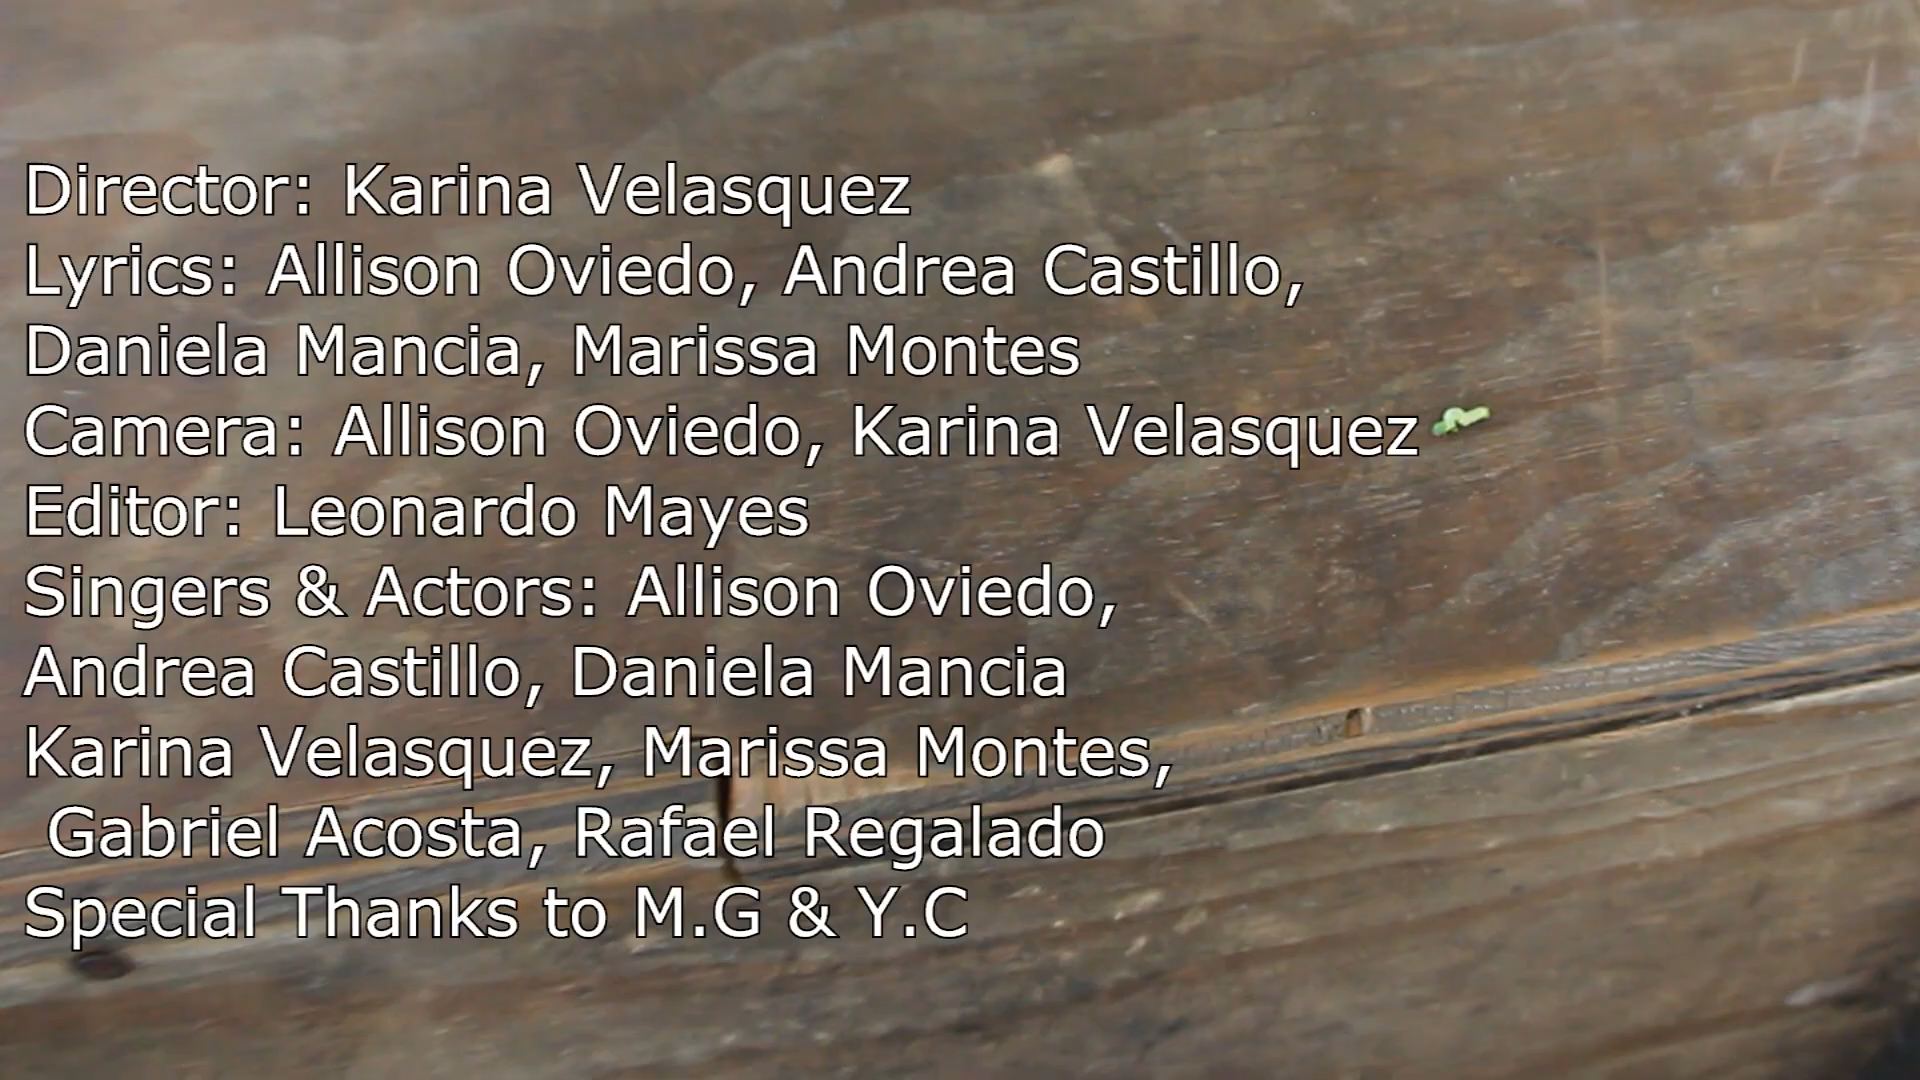 Director: Karina Velasquez
Lyrics: Allison Oviedo, Andrea Castillo,
Daniela Mancia, Marissa Montes
Camera: Allison Oviedo, Karina Velasquez
Editor: Leonardo Mayes
Singers & Actors: Allison Oviedo,
Andrea Castillo, Daniela Mancia
Karina Velasquez, Marissa Montes,
Gabriel Acosta, Rafael Regalado
Special Thanks to M.G & Y.C